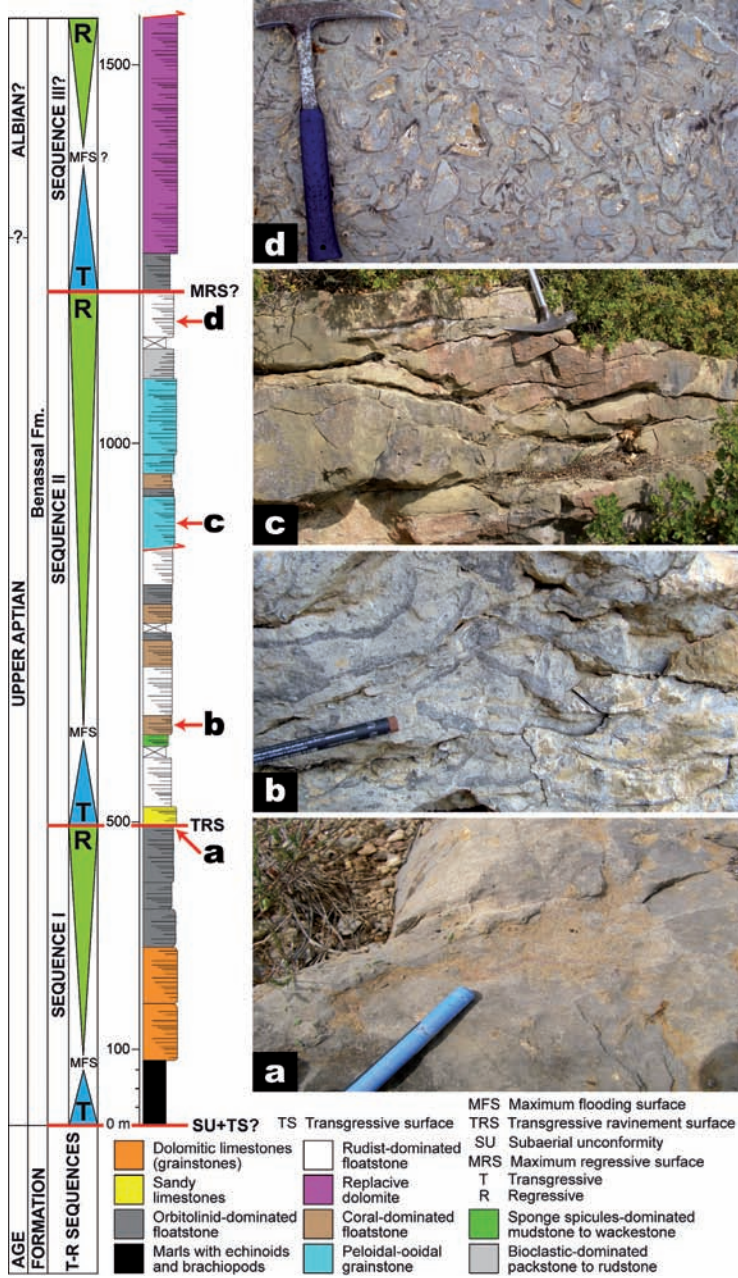 ALBIAN?
-?-
UPPER APTIAN
Benassal Fm.
SEQUENCE III?
SEQUENCE II
SEQUENCE I
R
MFS ?
T
R
MFS
T
R
MFS
T
1500
1000
500
100
0 m
MRS?
d
c
b
TRS
a
SU+TS?
d
c
b
a
AGE
FORMATION
T-R SEQUENCES
TS Transgressive surface
MFS Maximum flooding surface
TRS Transgressive ravinement surface
SU Subaerial unconformity
MRS Maximum regressive surface
T Transgressive
R Regressive
Dolomitic limestones
(grainstones)
Sandy
limestones
Orbitolinid-dominated
floatstone
Marls with echinoids
and brachiopods
Rudist-dominated
floatstone
Replacive
dolomite
Coral-dominated
floatstone
Peloidal-ooidal
grainstone
Sponge spicules-dominated
mudstone to wackestone
Bioclastic-dominated
packstone to rudstone